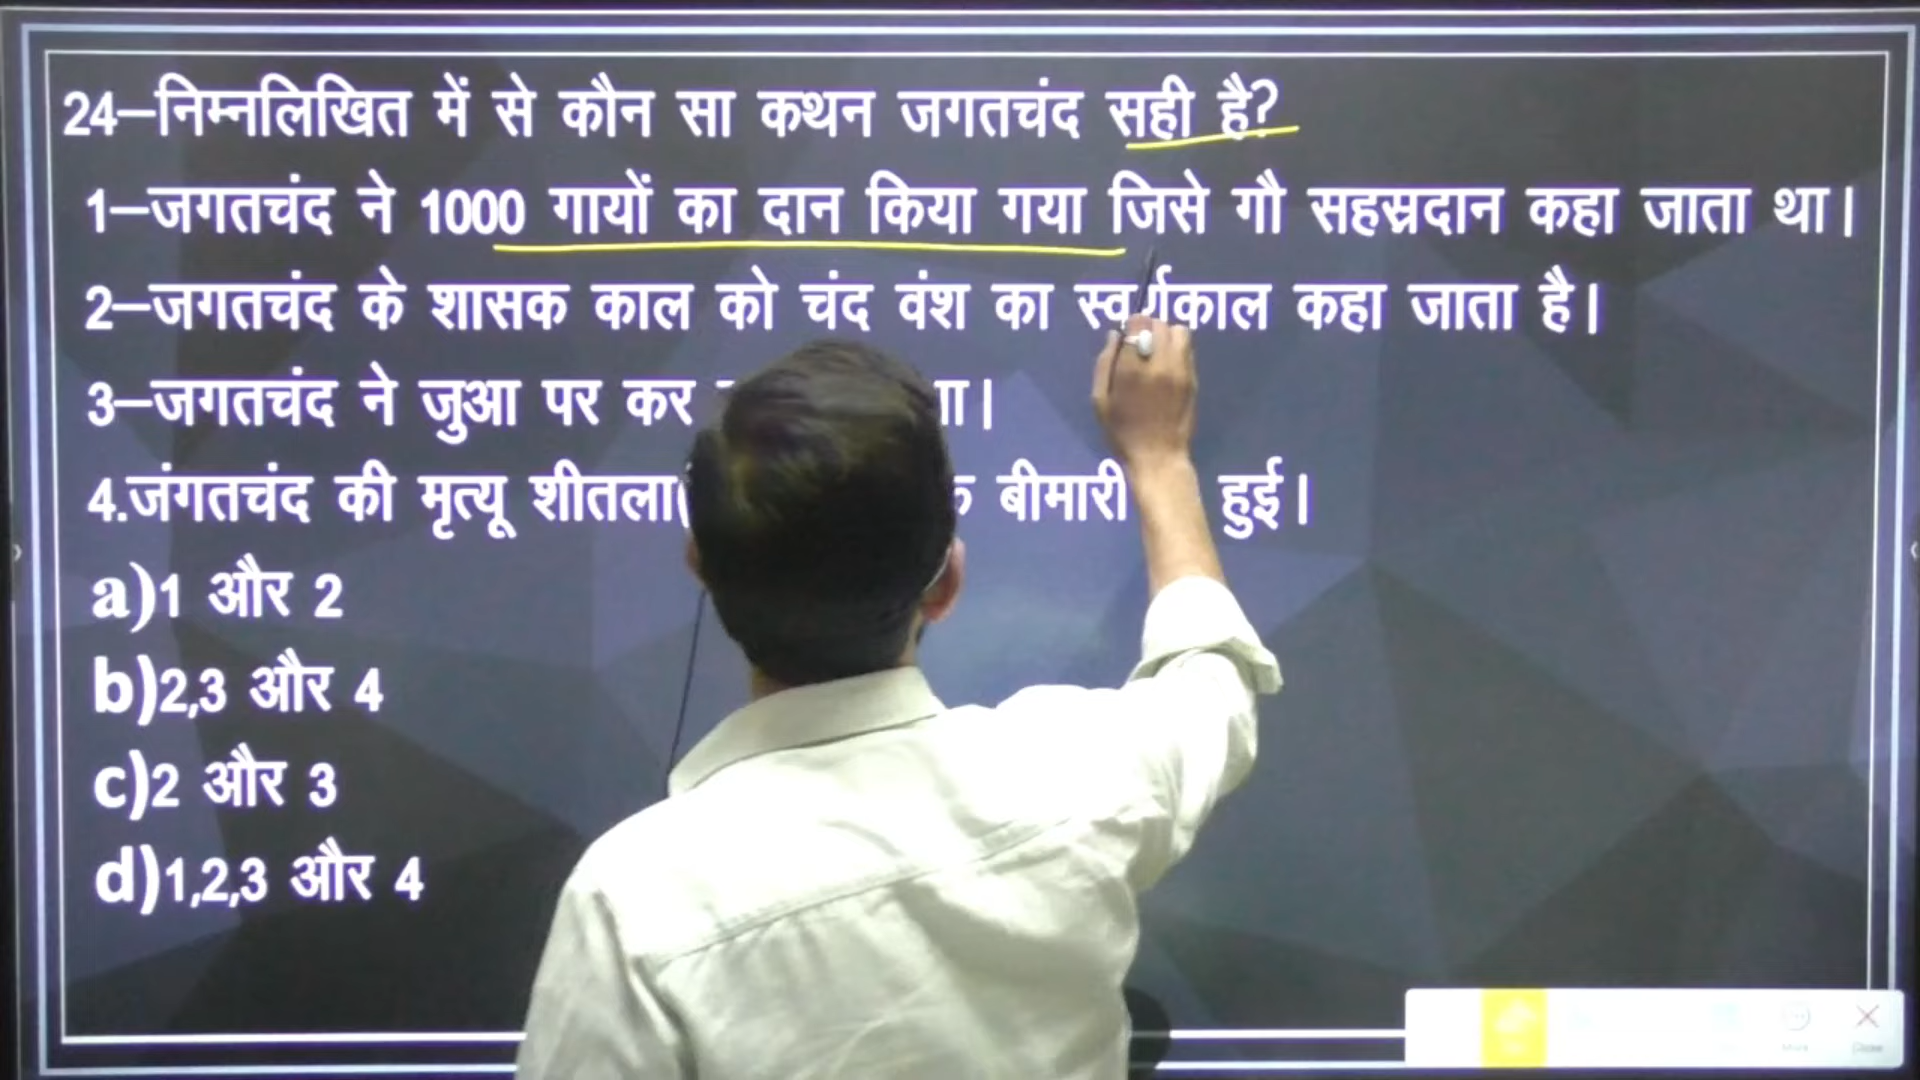 24–निम्नलिखित में से कौन सा कथन जगतचंद सही है?
1–जगतचंद ने 1000 गायों का दान किया गया जिसे गौ सहस्रदान कहा जाता था।
2–जगतचंद के शासक काल को चंद वंश का स्वर्णकाल कहा जाता है।
3–जगतचंद ने जुआ पर कर
4.जंगतचंद की मृत्यू शीतला( बीमारी हुई।
a)1 और 2
b)2,3 और 4
c)2 और 3
d)1,2,3 और 4